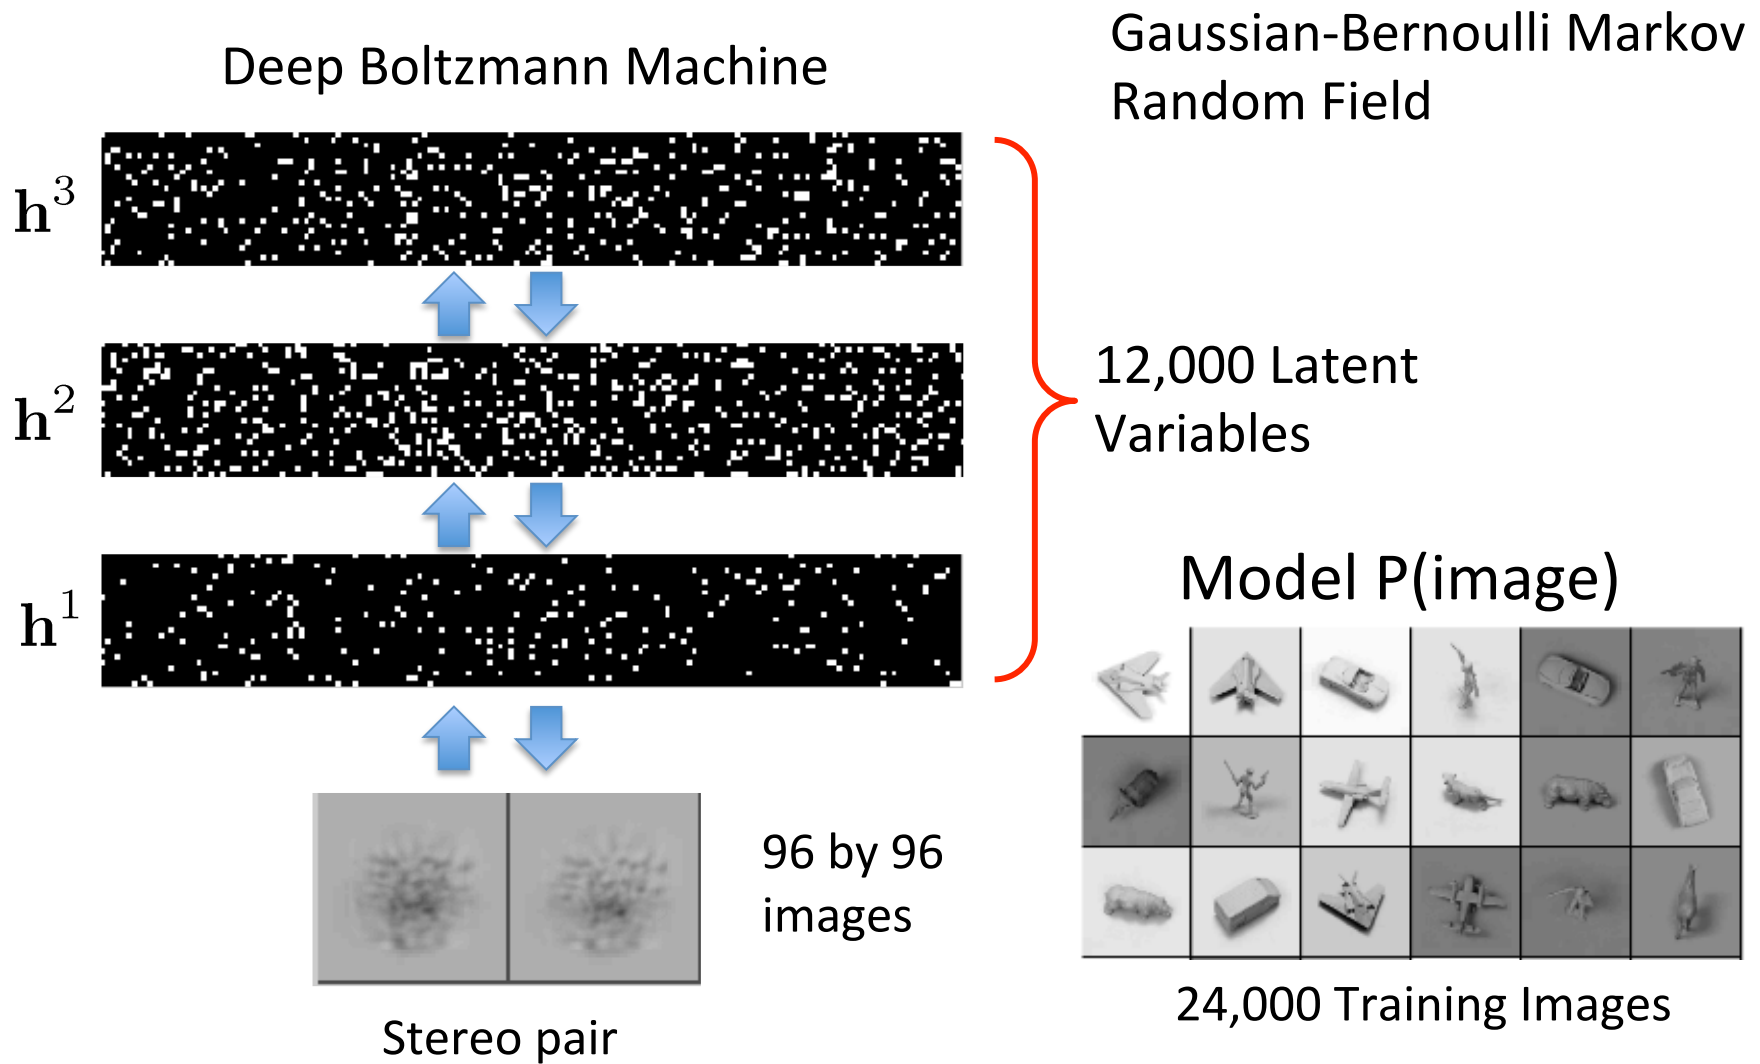 Deep Boltzmann Machine
Gaussian-Bernoulli Markov
Random Field
h³
h²
h¹
12,000 Latent
Variables
Model P(image)
96 by 96
images
Stereo pair
24,000 Training Images